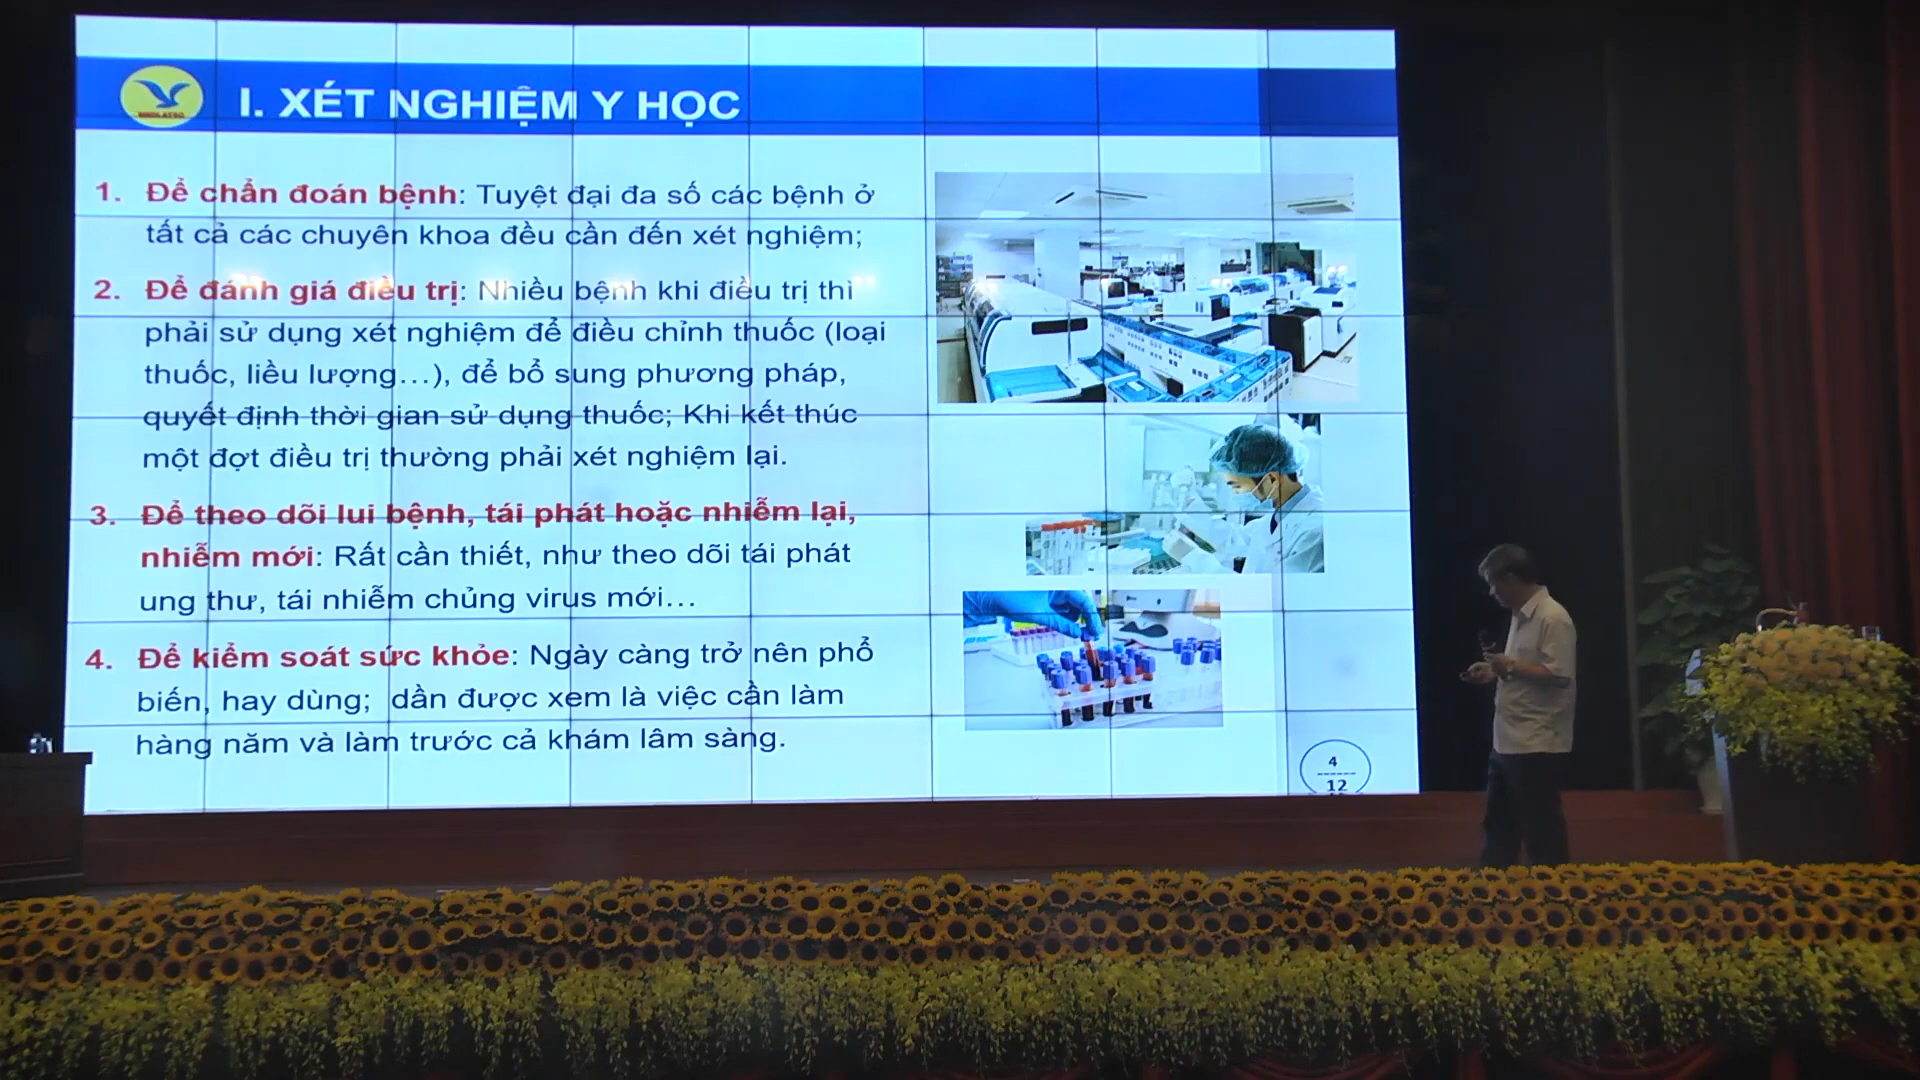 I. XÉT NGHIỆM Y HỌC
1. Để chẩn đoán bệnh: Tuyệt đại đa số các bệnh ở
tất cả các chuyên khoa đều cần đến xét nghiệm;
2. Để đánh giá điều trị: Nhiều bệnh khi điều trị thì
phải sử dụng xét nghiệm để điều chỉnh thuốc (loại
thuốc, liều lượng...), để bổ sung phương pháp,
quyết định thời gian sử dụng thuốc; Khi kết thúc
một đợt điều trị thường phải xét nghiệm lại.
3. Để theo dõi lui bệnh, tái phát hoặc nhiễm lại,
nhiễm mới: Rất cần thiết, như theo dõi tái phát
ung thư, tái nhiễm chủng virus mới...
4. Để kiểm soát sức khỏe: Ngày càng trở nên phổ
biến, hay dùng; dần được xem là việc cần làm
hàng năm và làm trước cả khám lâm sàng.
4
12